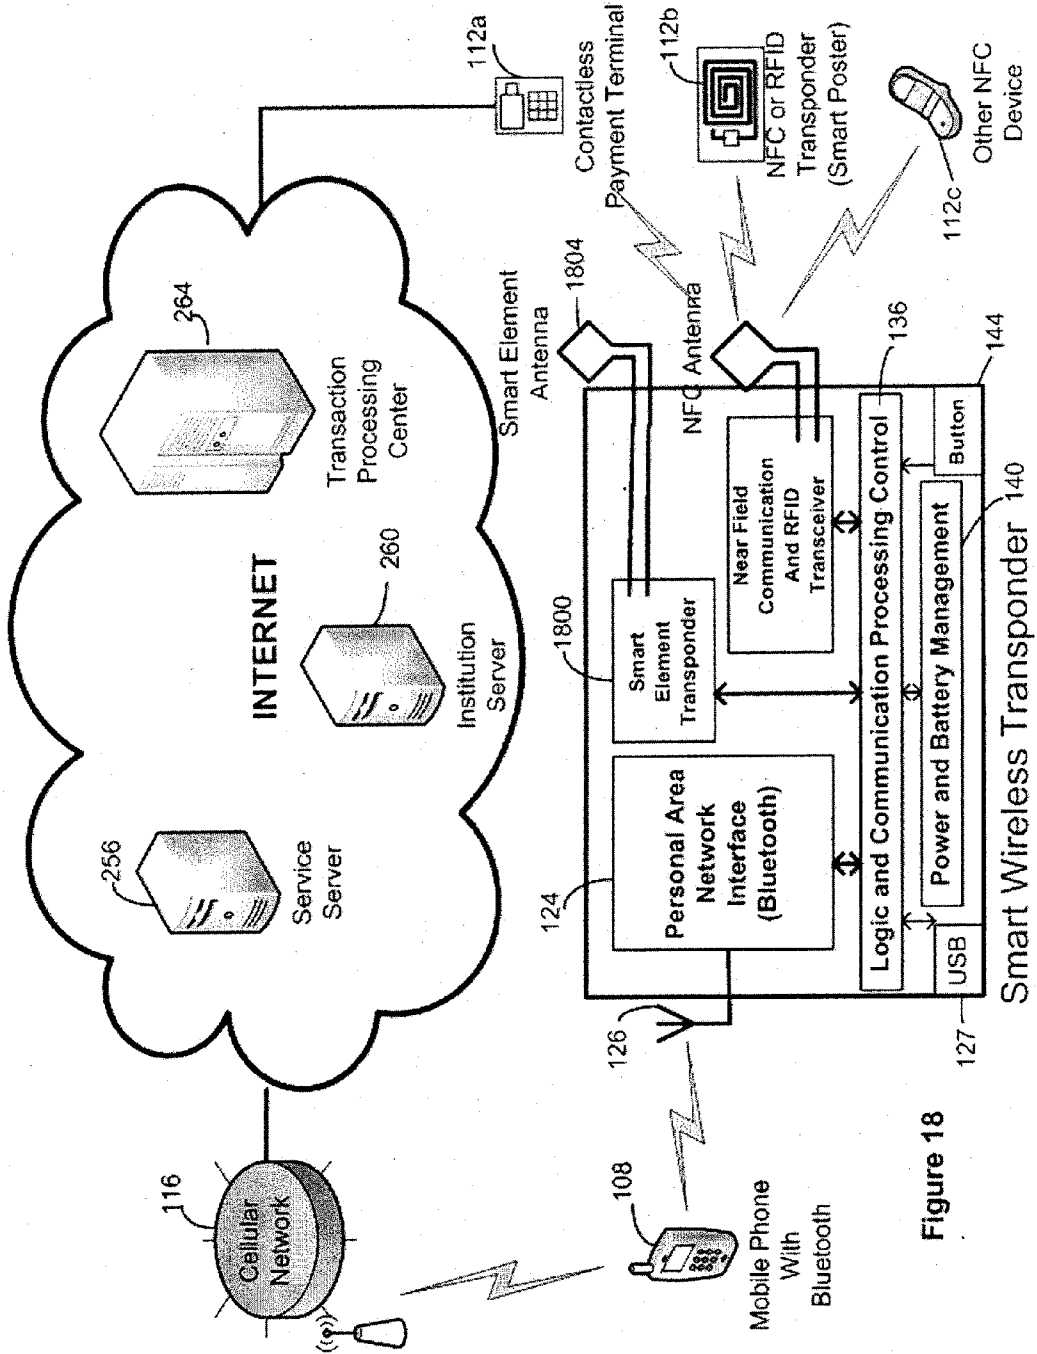 116
Cellular
Network
INTERNET
256
Service
Server
260
Institution
Server
264
Transaction
Processing
Center
112a
Contactless
Payment Terminal
112b
NFC or RFID
Transponder
(Smart Poster)
112c
Other NFC
Device
108
Mobile Phone
With
Bluetooth
126
124
Personal Area
Network
Interface
(Bluetooth)
1800
Smart
Element
Transponder
Smart Element
Antenna
1804
NFC Antenna
Near Field
Communication
And RFID
Transceiver
Logic and Communication Processing Control
136
Power and Battery Management
140
USB
127
Button
144
Smart Wireless Transponder
Figure 18